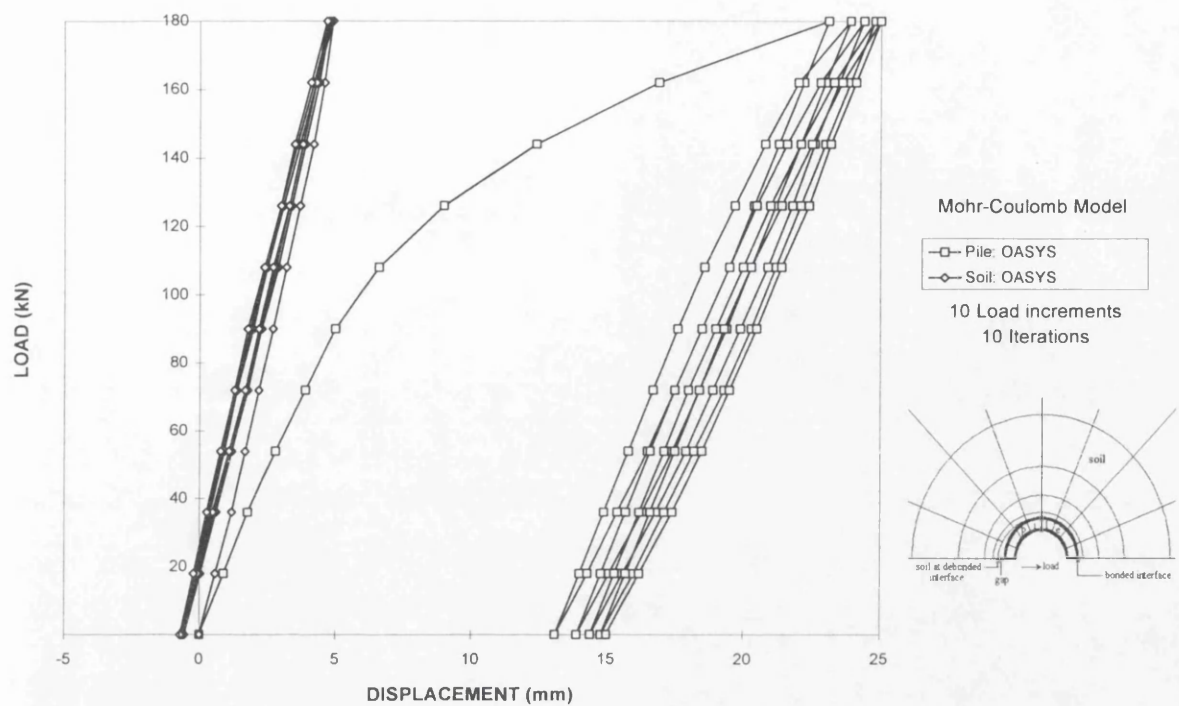 180
160
140
120
100
80
60
40
20
-5
0
5
10
15
20
25
LOAD (kN)
DISPLACEMENT (mm)
Mohr-Coulomb Model
Pile: OASYS
Soil: OASYS
10 Load increments
10 Iterations
soil
soil at debonded
interface
gap
load
bonded interface